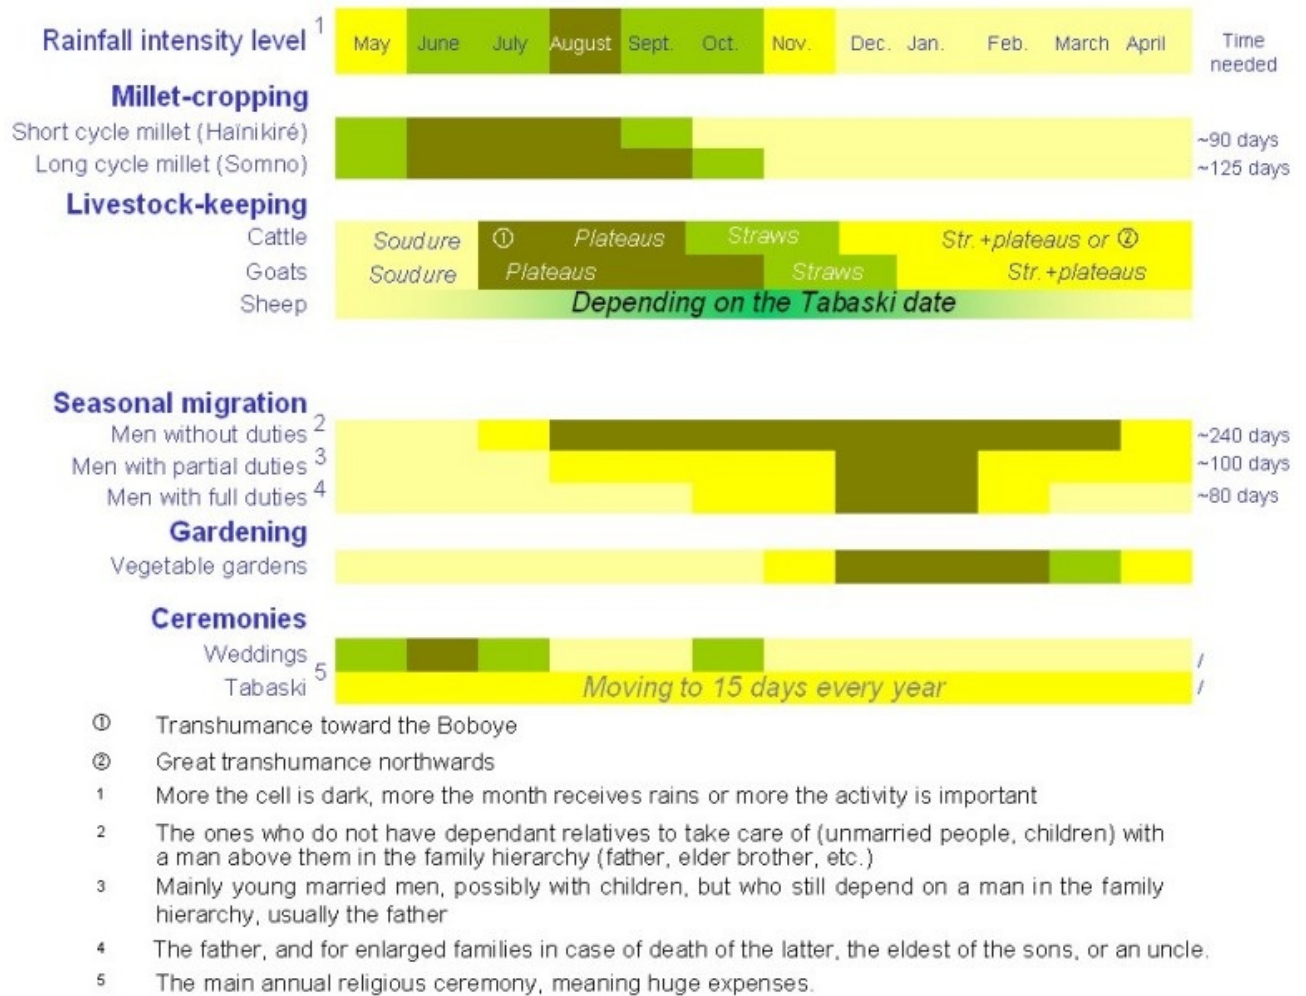 Rainfall intensity level 1 May June July August Sept. Oct. Nov. Dec. Jan. Feb. March April Time needed
Millet-cropping
Short cycle millet (Haïnikiré) ~90 days
Long cycle millet (Somno) ~125 days
Livestock-keeping
Cattle Soudure ① Plateaus Straws Str.+plateaus or ②
Goats Soudure Plateaus Straws Str.+plateaus
Sheep Depending on the Tabaski date
Seasonal migration
Men without duties 2 ~240 days
Men with partial duties 3 ~100 days
Men with full duties 4 ~80 days
Gardening
Vegetable gardens
Ceremonies
Weddings /
Tabaski 5 Moving to 15 days every year /
① Transhumance toward the Boboye
② Great transhumance northwards
1 More the cell is dark, more the month receives rains or more the activity is important
2 The ones who do not have dependant relatives to take care of (unmarried people, children) with
a man above them in the family hierarchy (father, elder brother, etc.)
3 Mainly young married men, possibly with children, but who still depend on a man in the family
hierarchy, usually the father
4 The father, and for enlarged families in case of death of the latter, the eldest of the sons, or an uncle.
5 The main annual religious ceremony, meaning huge expenses.